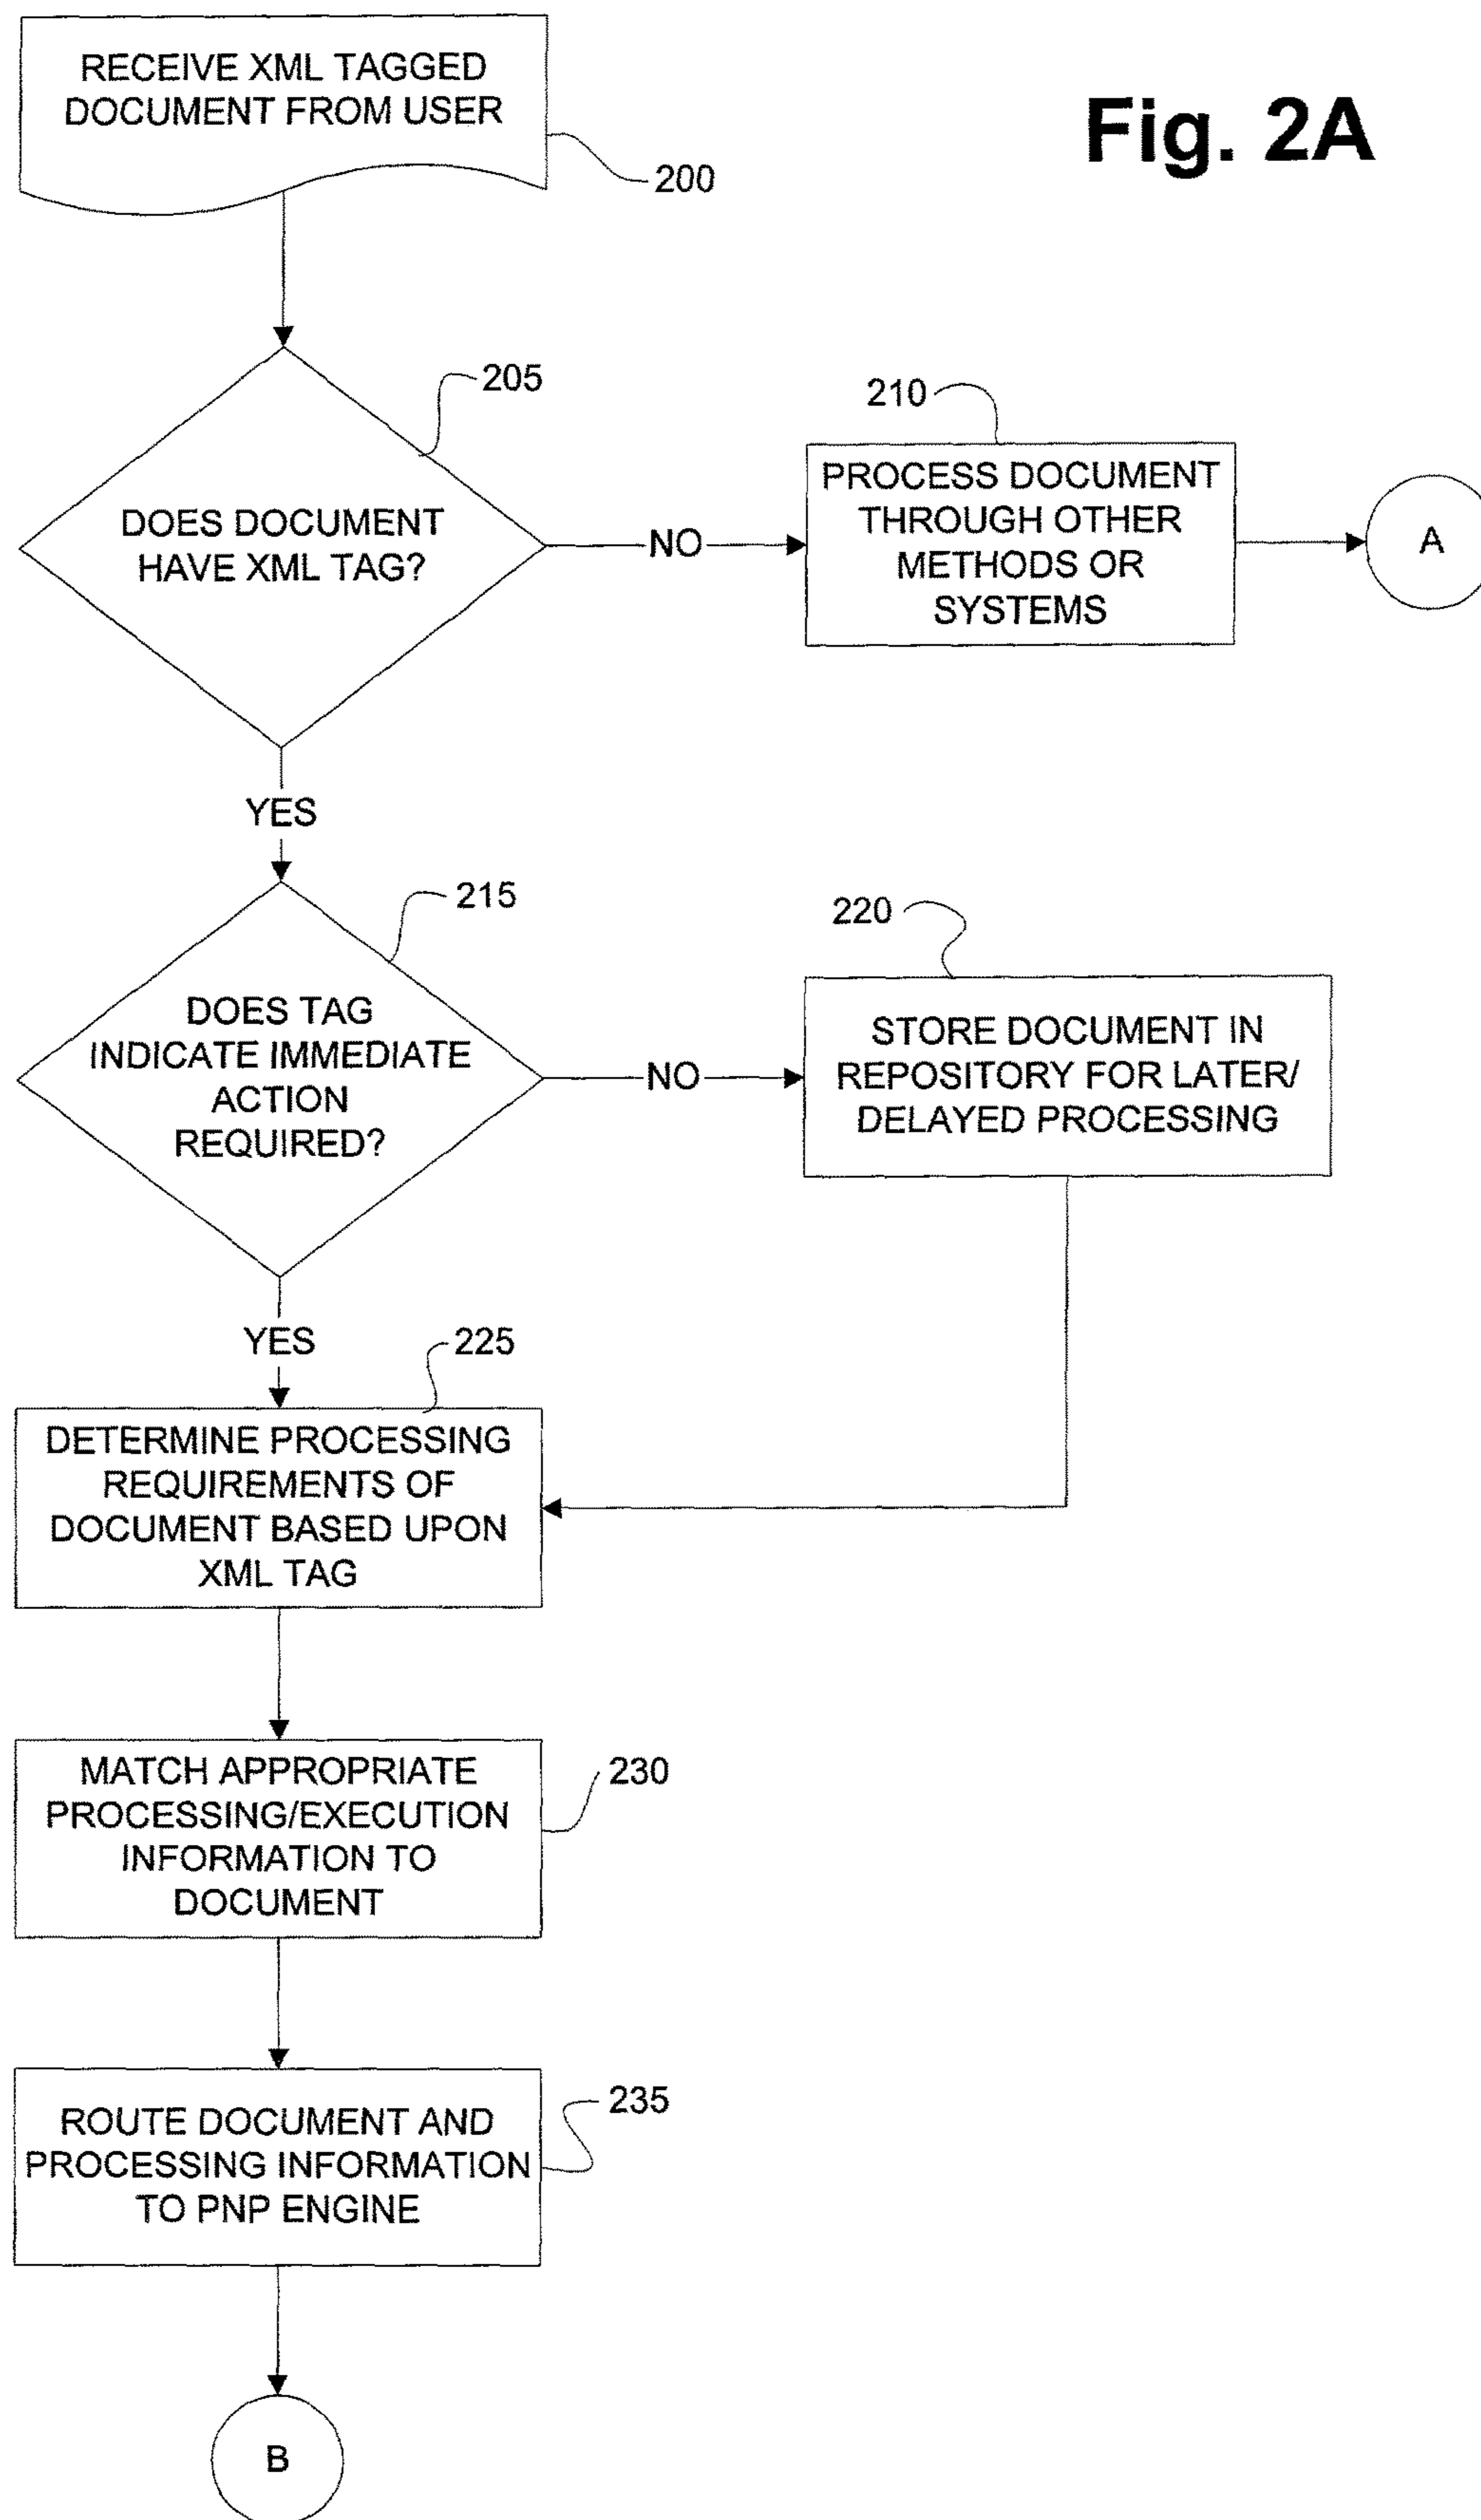 Fig. 2A
RECEIVE XML TAGGED
DOCUMENT FROM USER
200
205
DOES DOCUMENT
HAVE XML TAG?
NO
210
PROCESS DOCUMENT
THROUGH OTHER
METHODS OR
SYSTEMS
A
YES
215
DOES TAG
INDICATE IMMEDIATE
ACTION
REQUIRED?
NO
220
STORE DOCUMENT IN
REPOSITORY FOR LATER/
DELAYED PROCESSING
YES
225
DETERMINE PROCESSING
REQUIREMENTS OF
DOCUMENT BASED UPON
XML TAG
MATCH APPROPRIATE
PROCESSING/EXECUTION
INFORMATION TO
DOCUMENT
230
ROUTE DOCUMENT AND
PROCESSING INFORMATION
TO PNP ENGINE
235
B